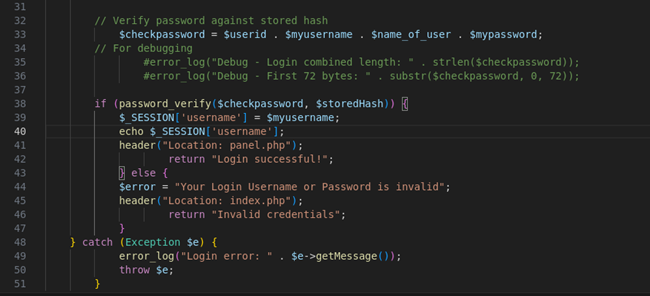 31
32 // Verify password against stored hash
33 $checkpassword = $userid . $myusername . $name_of_user . $mypassword;
34 // For debugging
35 #error_log("Debug - Login combined length: " . strlen($checkpassword));
36 #error_log("Debug - First 72 bytes: " . substr($checkpassword, 0, 72));
37
38 if (password_verify($checkpassword, $storedHash)) {
39 $_SESSION['username'] = $myusername;
40 echo $_SESSION['username'];
41 header("Location: panel.php");
42 return "Login successful!";
43 } else {
44 $error = "Your Login Username or Password is invalid";
45 header("Location: index.php");
46 return "Invalid credentials";
47 }
48 } catch (Exception $e) {
49 error_log("Login error: " . $e->getMessage());
50 throw $e;
51 }